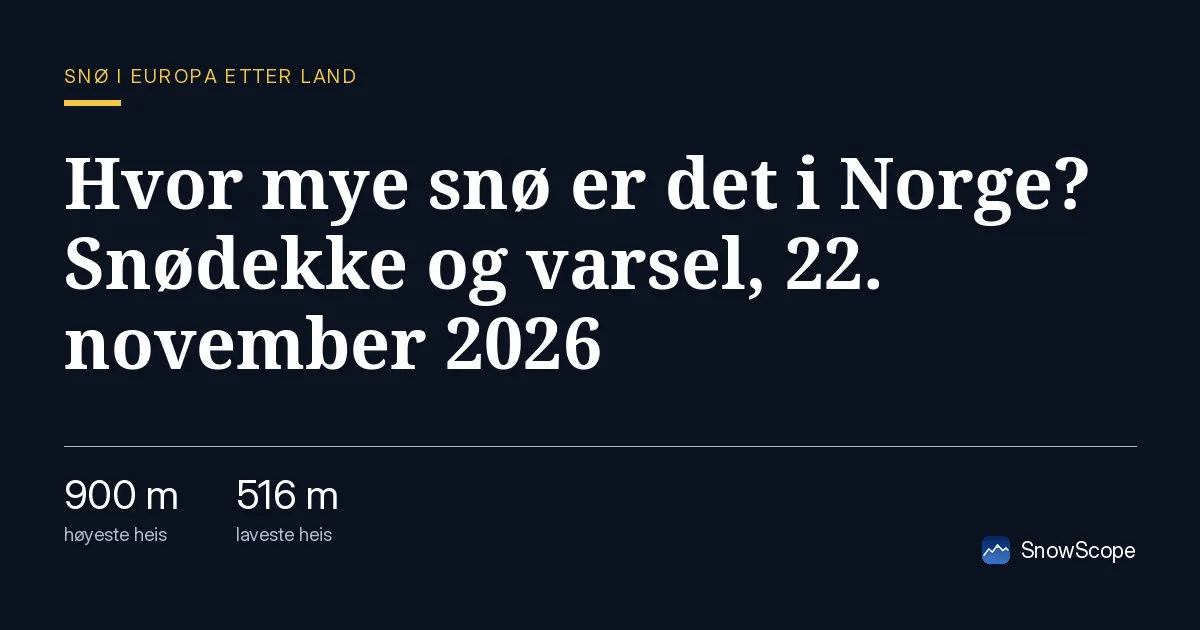 SNØ I EUROPA ETTER LAND
Hvor mye snø er det i Norge?
Snødekke og varsel, 22.
november 2026
900 m
høyeste heis
516 m
laveste heis
SnowScope